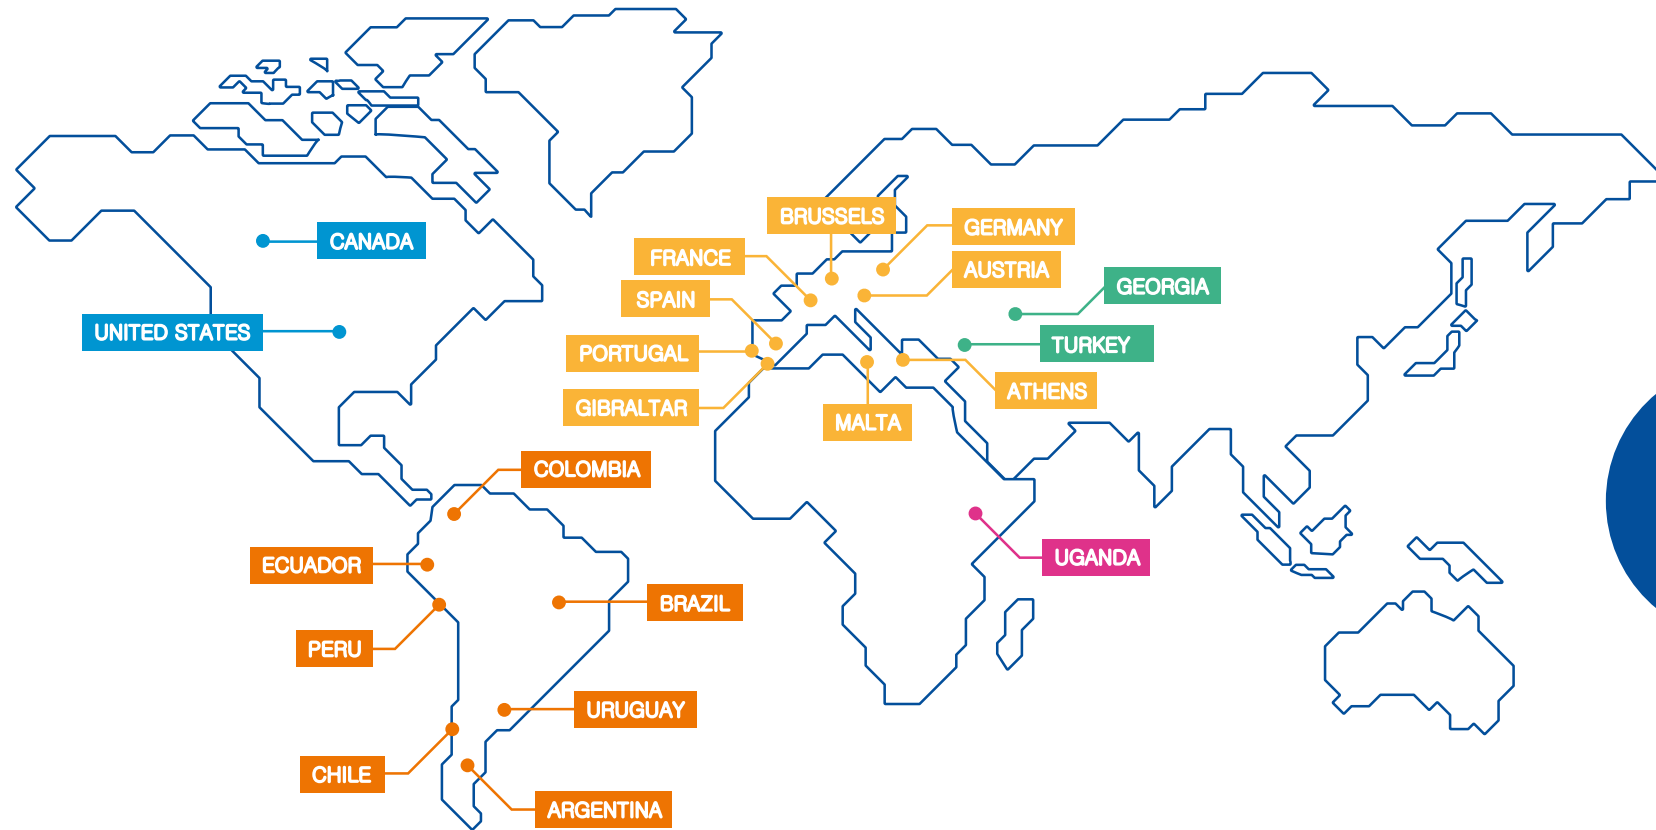 BRUSSELS
GERMANY
CANADA
FRANCE
AUSTRIA
GEORGIA
SPAIN
UNITED STATES
TURKEY
PORTUGAL
ATHENS
GIBRALTAR
MALTA
COLOMBIA
UGANDA
ECUADOR
BRAZIL
PERU
URUGUAY
CHILE
ARGENTINA